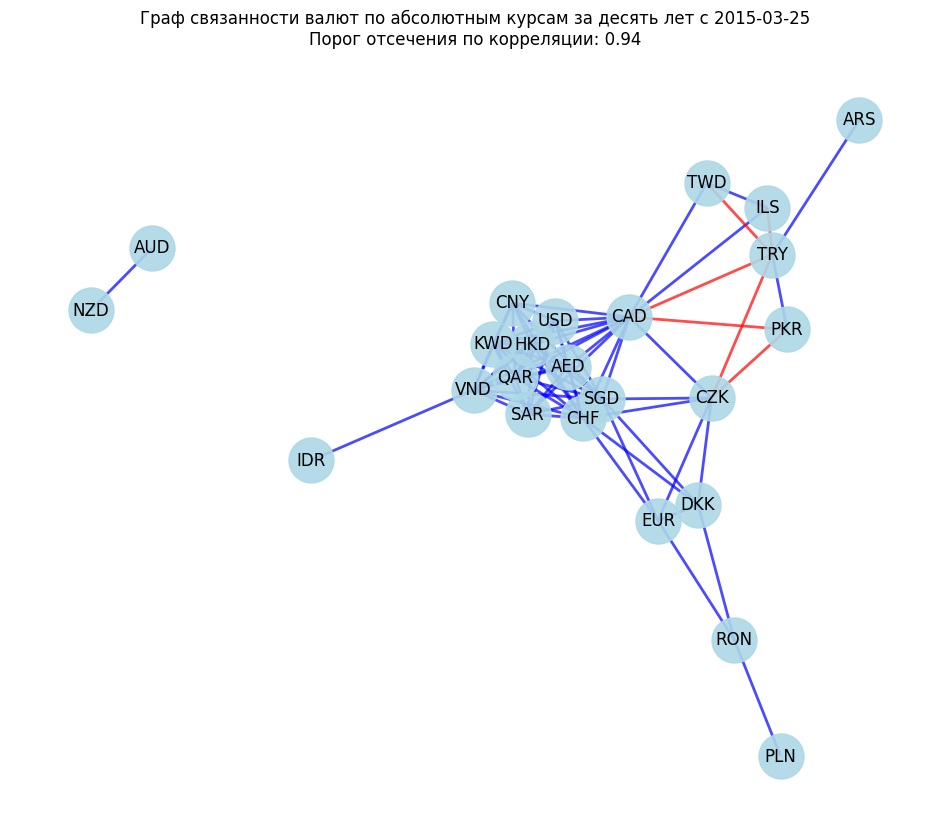 Граф связанности валют по абсолютным курсам за десять лет с 2015-03-25
Порог отсечения по корреляции: 0.94
ARS
TWD
ILS
AUD
TRY
CNY
NZD
USD
CAD
PKR
KWD
HKD
AED
QAR
VND
CZK
SGD
SAR
CHF
IDR
DKK
EUR
RON
PLN